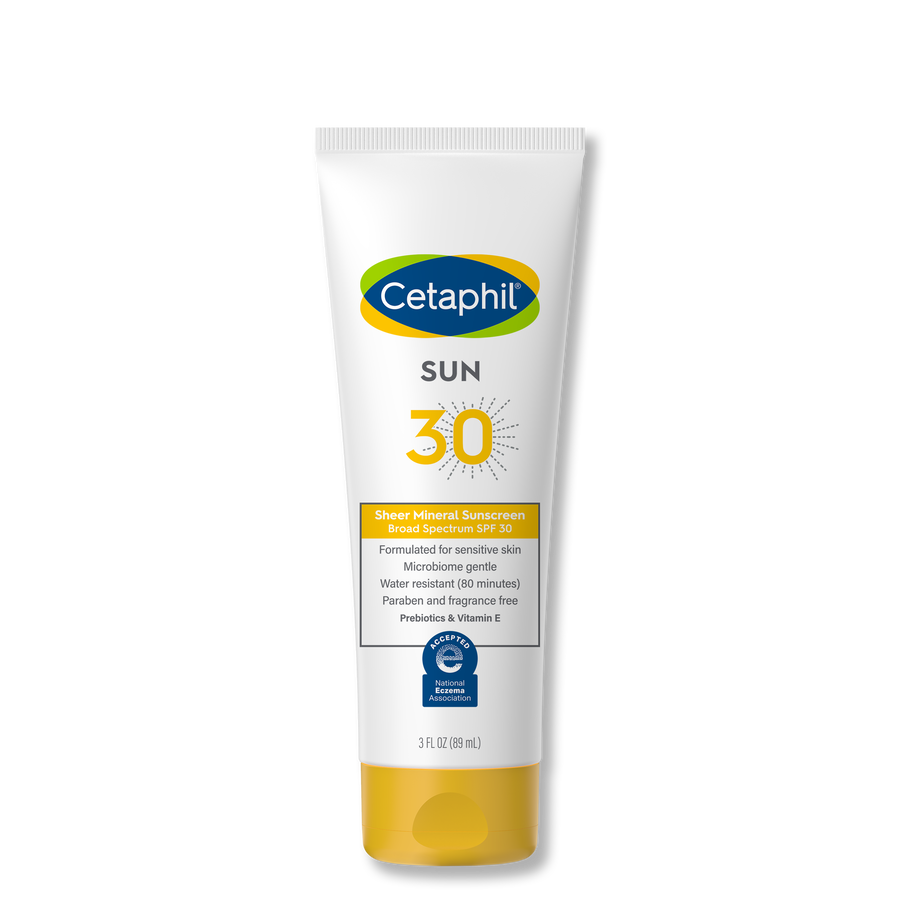 Cetaphil®
SUN
30
Sheer Mineral Sunscreen
Broad Spectrum SPF 30
Formulated for sensitive skin
Microbiome gentle
Water resistant (80 minutes)
Paraben and fragrance free
Prebiotics & Vitamin E
ACCEPTED
e
National
Eczema
Association
3 FL OZ (89 mL)